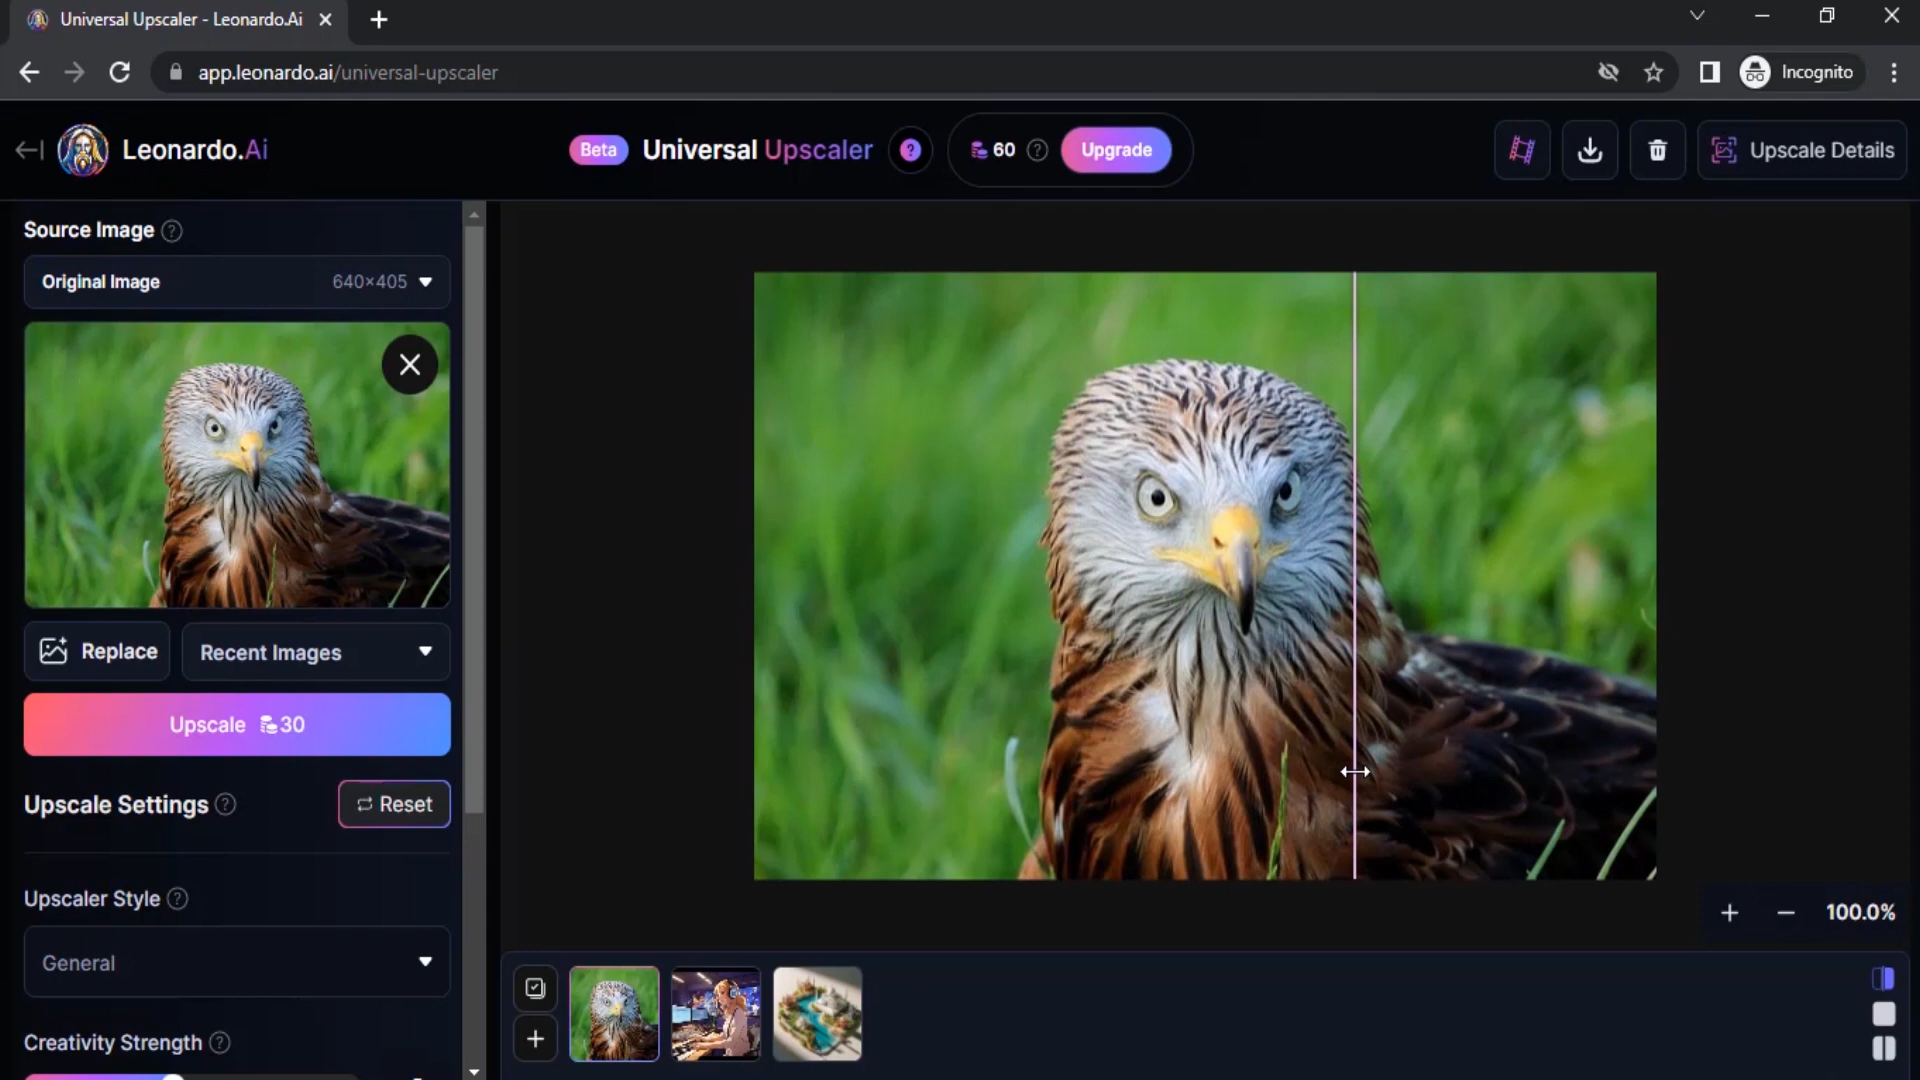 Universal Upscaler - Leonardo.Ai
app.leonardo.ai/universal-upscaler
Incognito
Leonardo.Ai
Beta
Universal Upscaler
?
60
?
Upgrade
Upscale Details
Source Image ?
Original Image
640×405
Replace
Recent Images
Upscale 30
Upscale Settings ?
Reset
Upscaler Style ?
General
Creativity Strength ?
100.0%